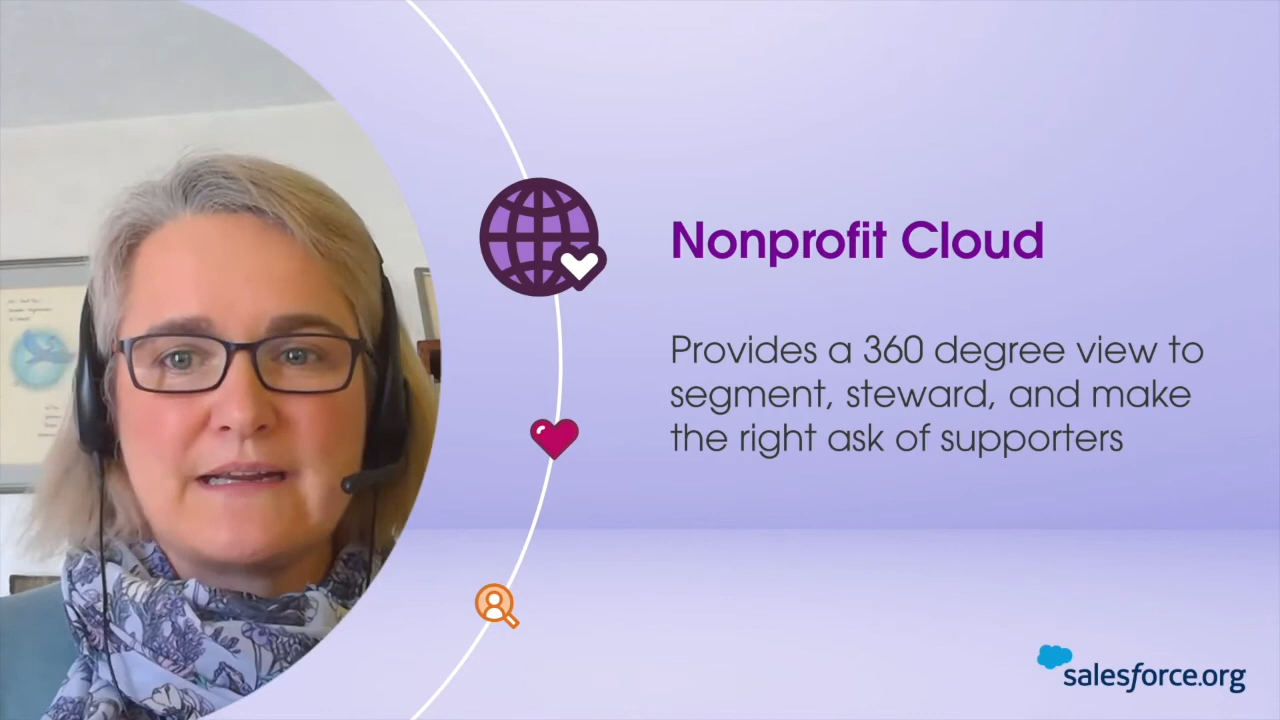 Nonprofit Cloud
Provides a 360 degree view to
segment, steward, and make
the right ask of supporters
salesforce.org